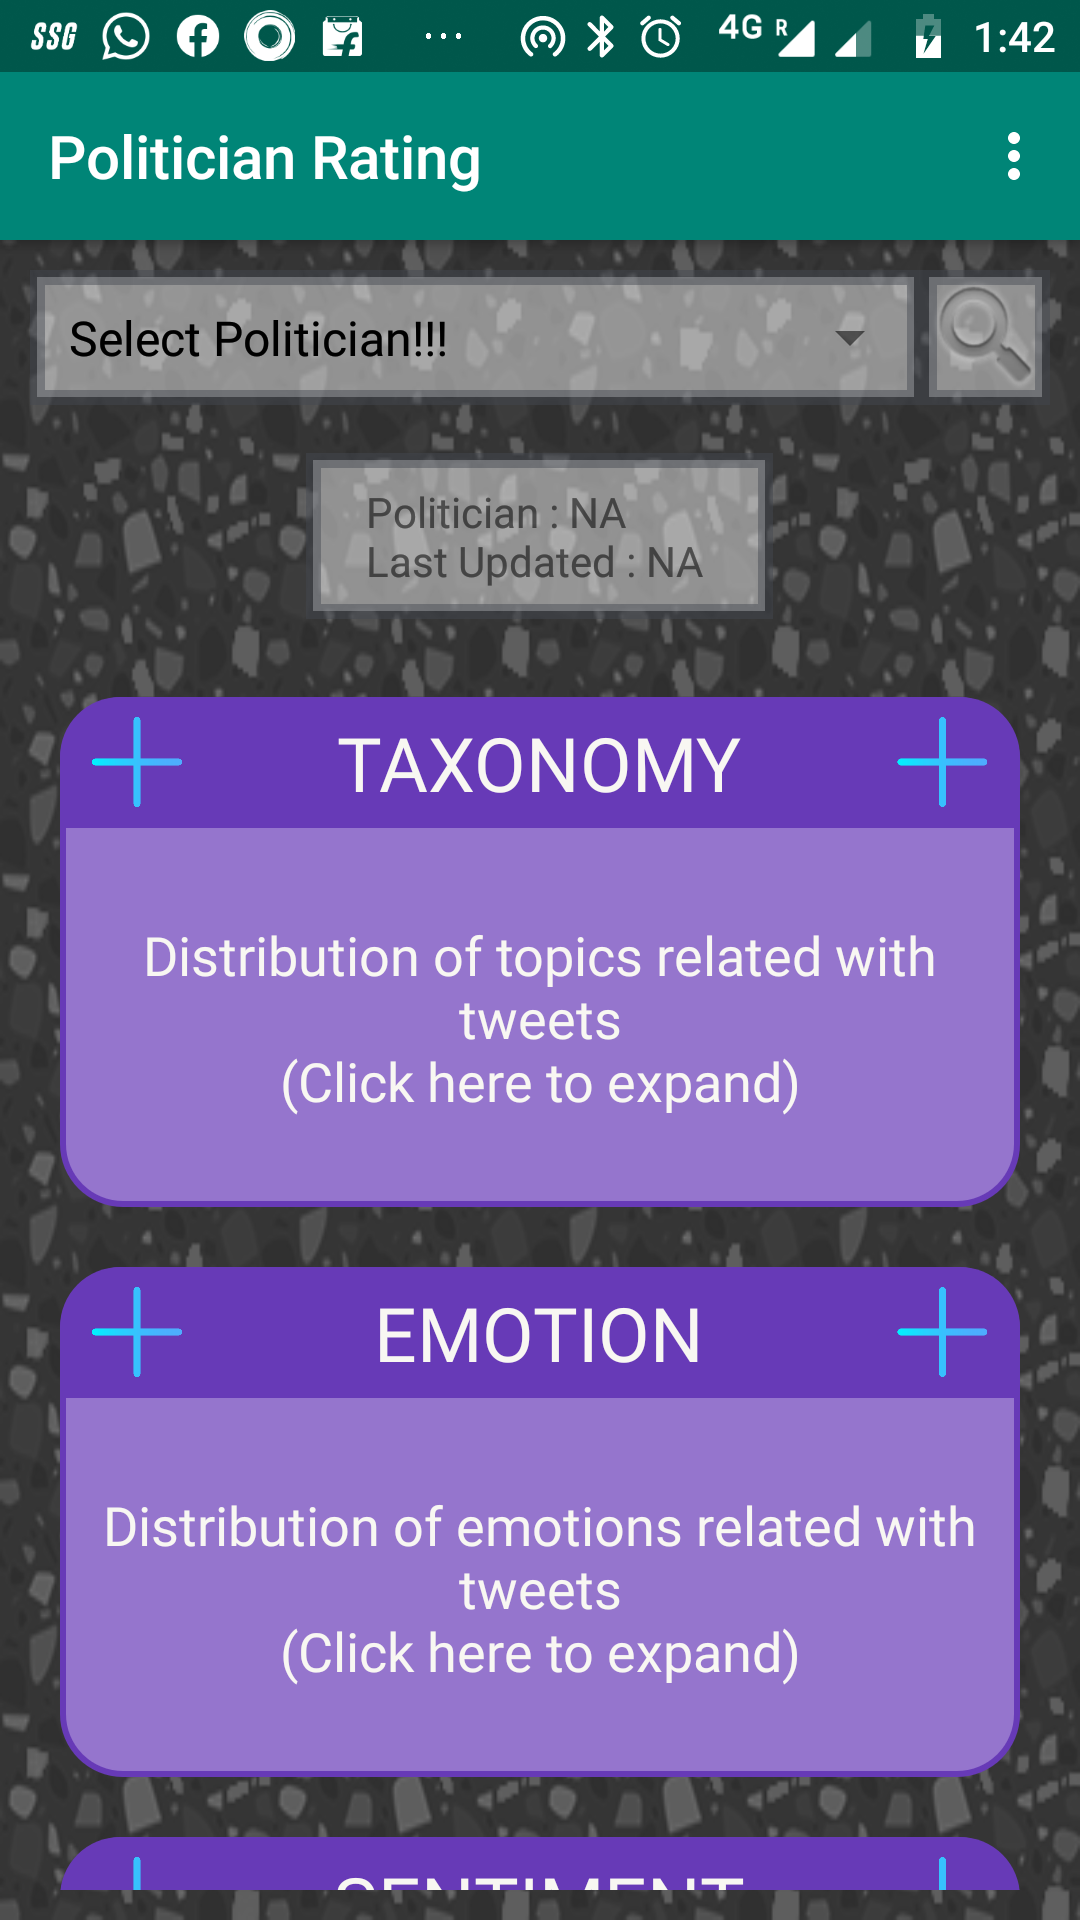 SSG 4G R 1:42
Politician Rating
Select Politician!!!
Politician : NA
Last Updated : NA
TAXONOMY
Distribution of topics related with
tweets
(Click here to expand)
EMOTION
Distribution of emotions related with
tweets
(Click here to expand)
SENTIMENT